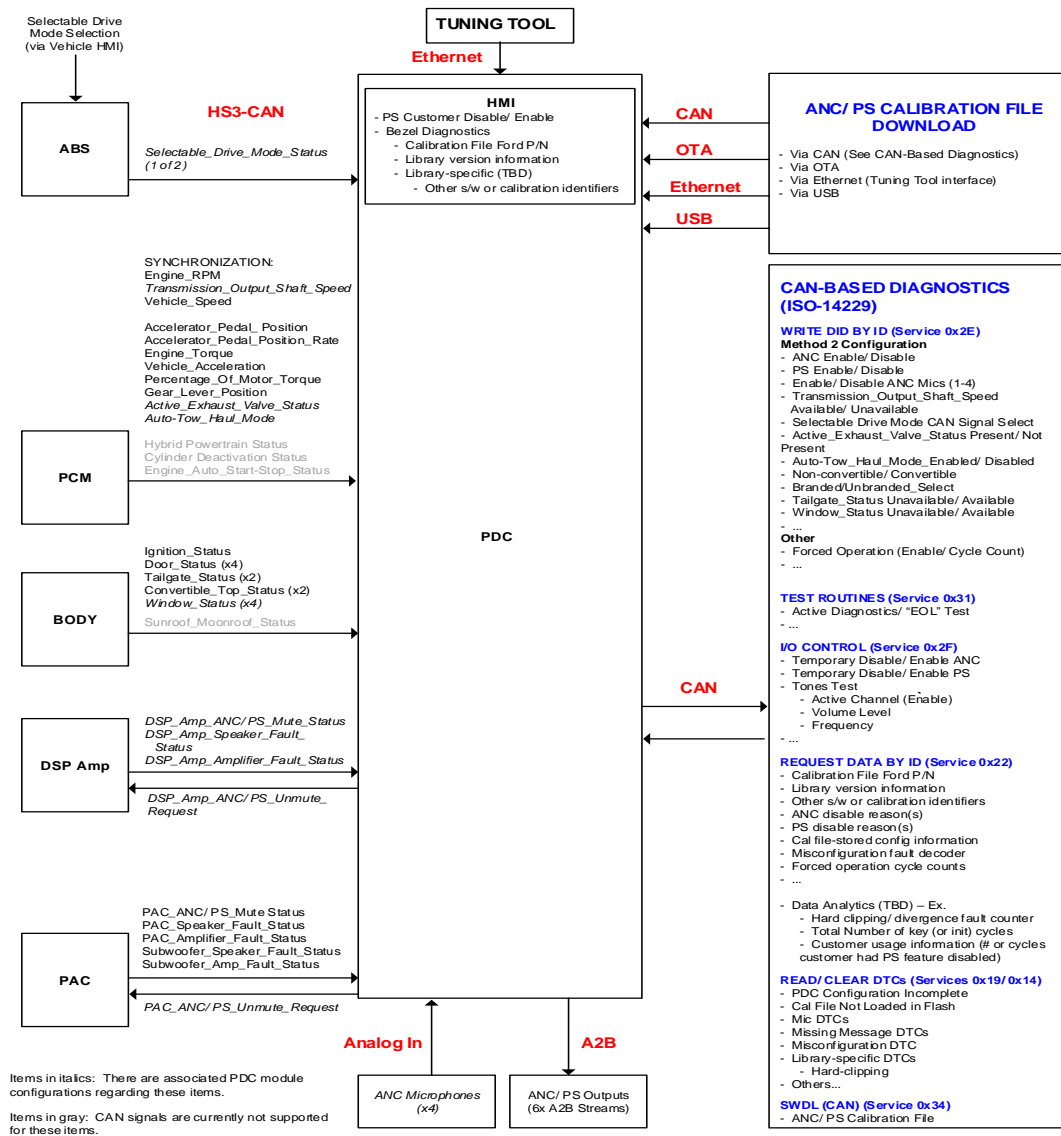 Selectable Drive
Mode Selection
(via Vehicle HMI)
TUNING TOOL
Ethernet
HS3-CAN
ABS
Selectable_Drive_Mode_Status
(1 of 2)
HMI
- PS Customer Disable/ Enable
- Bezel Diagnostics
- Calibration File Ford P/N
- Library version information
- Library-specific (TBD)
- Other s/w or calibration identifiers
CAN
OTA
Ethernet
USB
ANC/ PS CALIBRATION FILE
DOWNLOAD
- Via CAN (See CAN-Based Diagnostics)
- Via OTA
- Via Ethernet (Tuning Tool interface)
- Via USB
SYNCHRONIZATION:
Engine_RPM
Transmission_Output_Shaft_Speed
Vehicle_Speed
Accelerator_Pedal_ Position
Accelerator_Pedal_Position_Rate
Engine_Torque
Vehicle_Acceleration
Percentage_Of_Motor_Torque
Gear_Lever_Position
Active_Exhaust_Valve_Status
Auto-Tow_Haul_Mode
Hybrid Powertrain Status
Cylinder Deactivation Status
Engine_Auto_Start-Stop_Status
PCM
PDC
Ignition_Status
Door_Status (x4)
Tailgate_Status (x2)
Convertible_Top_Status (x2)
Window_Status (x4)
Sunroof_Moonroof_Status
BODY
DSP_Amp_ANC/ PS_Mute_Status
DSP_Amp_Speaker_Fault_
Status
DSP_Amp_Amplifier_Fault_Status
DSP Amp
DSP_Amp_ANC/ PS_Unmute_
Request
PAC_ANC/ PS_Mute Status
PAC_Speaker_Fault_Status
PAC_Amplifier_Fault_Status
Subwoofer_Speaker_Fault_Status
Subwoofer_Amp_Fault_Status
PAC
PAC_ANC/ PS_Unmute_Request
CAN
CAN-BASED DIAGNOSTICS
(ISO-14229)
WRITE DID BY ID (Service 0x2E)
Method 2 Configuration
- ANC Enable/ Disable
- PS Enable/ Disable
- Enable/ Disable ANC Mics (1-4)
- Transmission_Output_Shaft_Speed
Available/ Unavailable
- Selectable Drive Mode CAN Signal Select
- Active_Exhaust_Valve_Status Present/ Not
Present
- Auto-Tow_Haul_Mode_Enabled/ Disabled
- Non-convertible/ Convertible
- Branded/Unbranded_Select
- Tailgate_Status Unavailable/ Available
- Window_Status Unavailable/ Available
- ...
Other
- Forced Operation (Enable/ Cycle Count)
- ...
TEST ROUTINES (Service 0x31)
- Active Diagnostics/ “EOL” Test
- ...
I/O CONTROL (Service 0x2F)
- Temporary Disable/ Enable ANC
- Temporary Disable/ Enable PS
- Tones Test
- Active Channel (Enable)
- Volume Level
- Frequency
- ...
REQUEST DATA BY ID (Service 0x22)
- Calibration File Ford P/N
- Library version information
- Other s/w or calibration identifiers
- ANC disable reason(s)
- PS disable reason(s)
- Cal file-stored config information
- Misconfiguration fault decoder
- Forced operation cycle counts
- ...
- Data Analytics (TBD) – Ex.
- Hard clipping/ divergence fault counter
- Total Number of key (or init) cycles
- Customer usage information (# or cycles
customer had PS feature disabled)
READ/ CLEAR DTCs (Services 0x19/ 0x14)
- PDC Configuration Incomplete
- Cal File Not Loaded in Flash
- Mic DTCs
- Missing Message DTCs
- Misconfiguration DTC
- Library-specific DTCs
- Hard-clipping
- Others...
SWDL (CAN) (Service 0x34)
- ANC/ PS Calibration File
Analog In
A2B
ANC Microphones
(x4)
ANC/ PS Outputs
(6x A2B Streams)
Items in italics: There are associated PDC module
configurations regarding these items.
Items in gray: CAN signals are currently not supported
for these items.